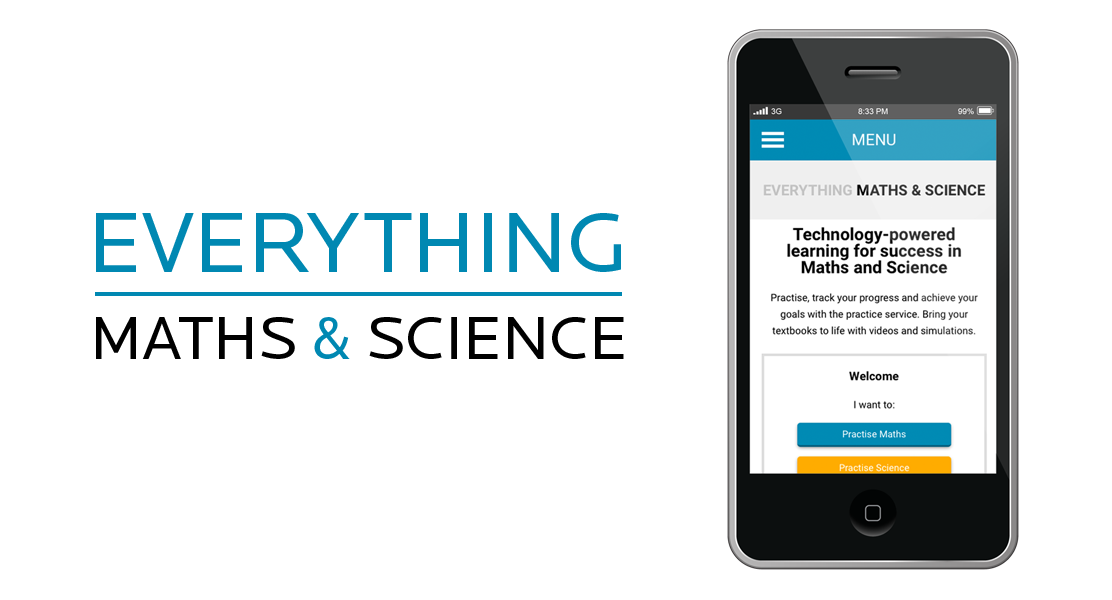 EVERYTHING
MATHS & SCIENCE
3G
8:33 PM
99%
MENU
EVERYTHING MATHS & SCIENCE
Technology-powered
learning for success in
Maths and Science
Practise, track your progress and achieve your
goals with the practice service. Bring your
textbooks to life with videos and simulations.
Welcome
I want to:
Practise Maths
Practise Science